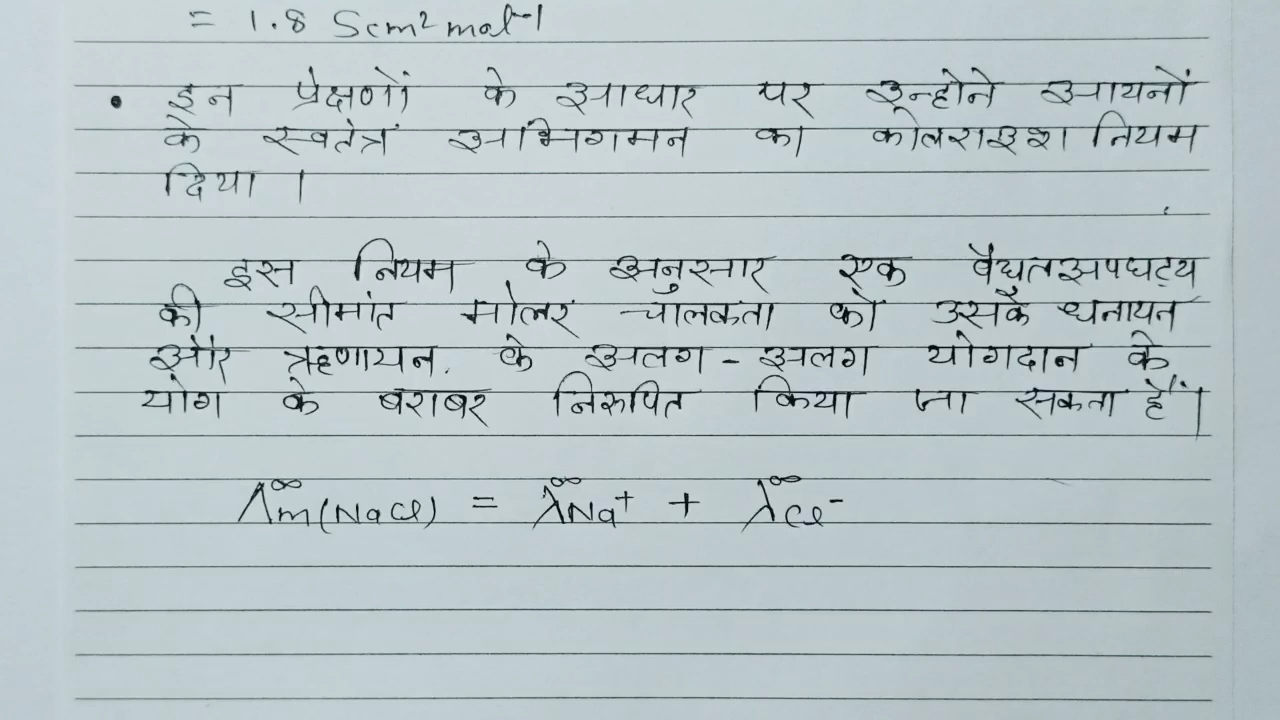 = 1.8 Scm² mol⁻¹
• इन प्रेक्षणों के आधार पर उन्होने आयनों
के स्वतंत्र अभिगमन का कोलराउश नियम
दिया ।
इस नियम के अनुसार एक वैद्युतअपघट्य
की सीमांत मोलर चालकता को उसके धनायन
और ऋणायन. के अलग - अलग योगदान के
योग के बराबर निरुपित किया जा सकता हैं।
Λ∞m(NaCl) = λ∞Na⁺ + λ∞Cl⁻